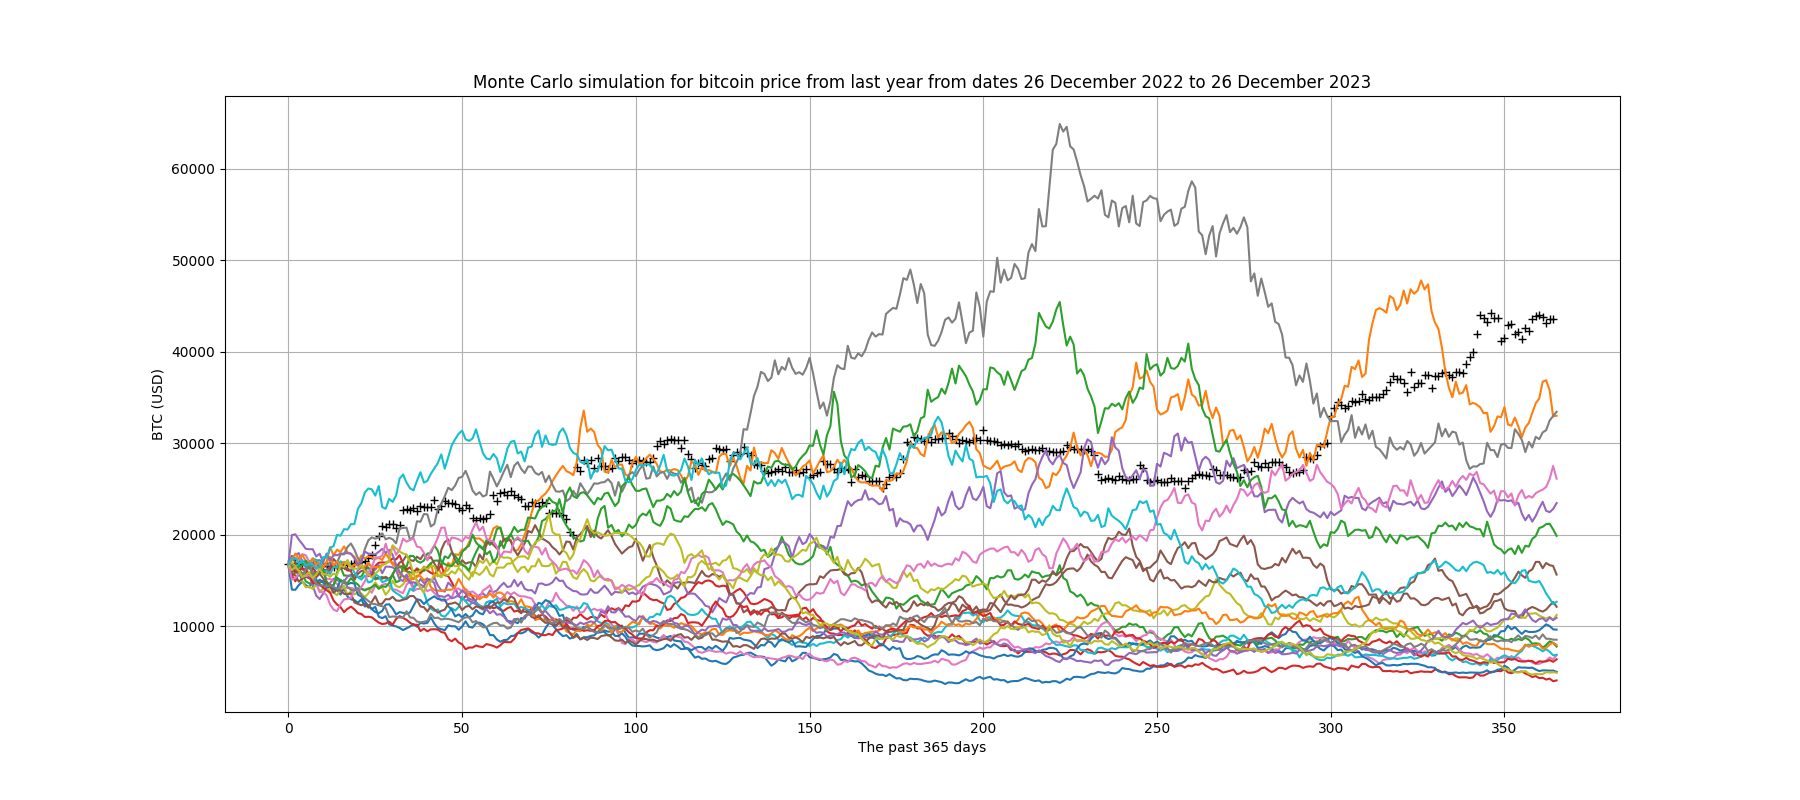 Monte Carlo simulation for bitcoin price from last year from dates 26 December 2022 to 26 December 2023
BTC (USD)
60000
50000
40000
30000
20000
10000
0 50 100 150 200 250 300 350
The past 365 days